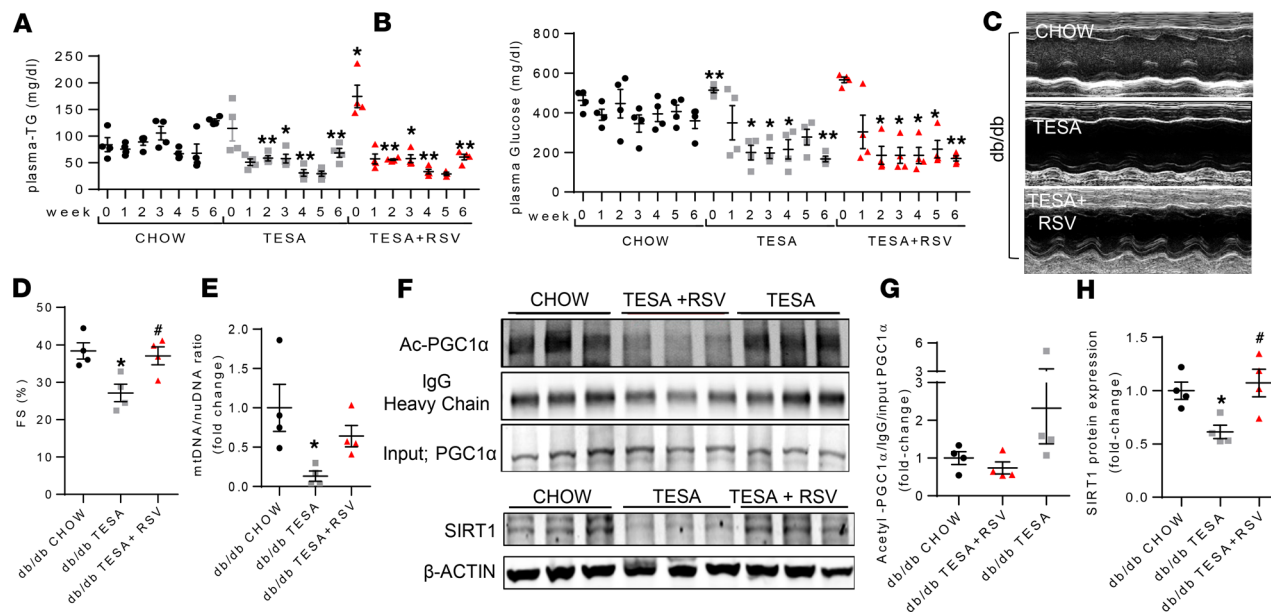 A
plasma-TG (mg/dl)
250
200
150
100
50
0
* ** * ** ** * ** * ** **
week 0 1 2 3 4 5 6 0 1 2 3 4 5 6 0 1 2 3 4 5 6
CHOW TESA TESA+RSV
B
plasma Glucose (mg/dl)
800
600
400
200
0
** * * * ** * * * * **
week 0 1 2 3 4 5 6 0 1 2 3 4 5 6 0 1 2 3 4 5 6
CHOW TESA TESA+RSV
C
db/db
CHOW
TESA
TESA+
RSV
D
FS (%)
50
40
30
20
10
0
* #
db/db CHOW
db/db TESA
db/db TESA+ RSV
E
mtDNA/nuDNA ratio
(fold change)
2.0
1.5
1.0
0.5
0.0
*
db/db CHOW
db/db TESA
db/db TESA+RSV
F
CHOW TESA +RSV TESA
Ac-PGC1α
IgG
Heavy Chain
Input; PGC1α
CHOW TESA TESA + RSV
SIRT1
β-ACTIN
G
Acetyl -PGC1α/IgG/input PGC1α
(fold-change)
6
4
3
2
1
0
db/db CHOW
db/db TESA+RSV
db/db TESA
H
SIRT1 protein expression
(fold-change)
1.5
1.0
0.5
0.0
* #
db/db CHOW
db/db TESA
db/db TESA+RSV